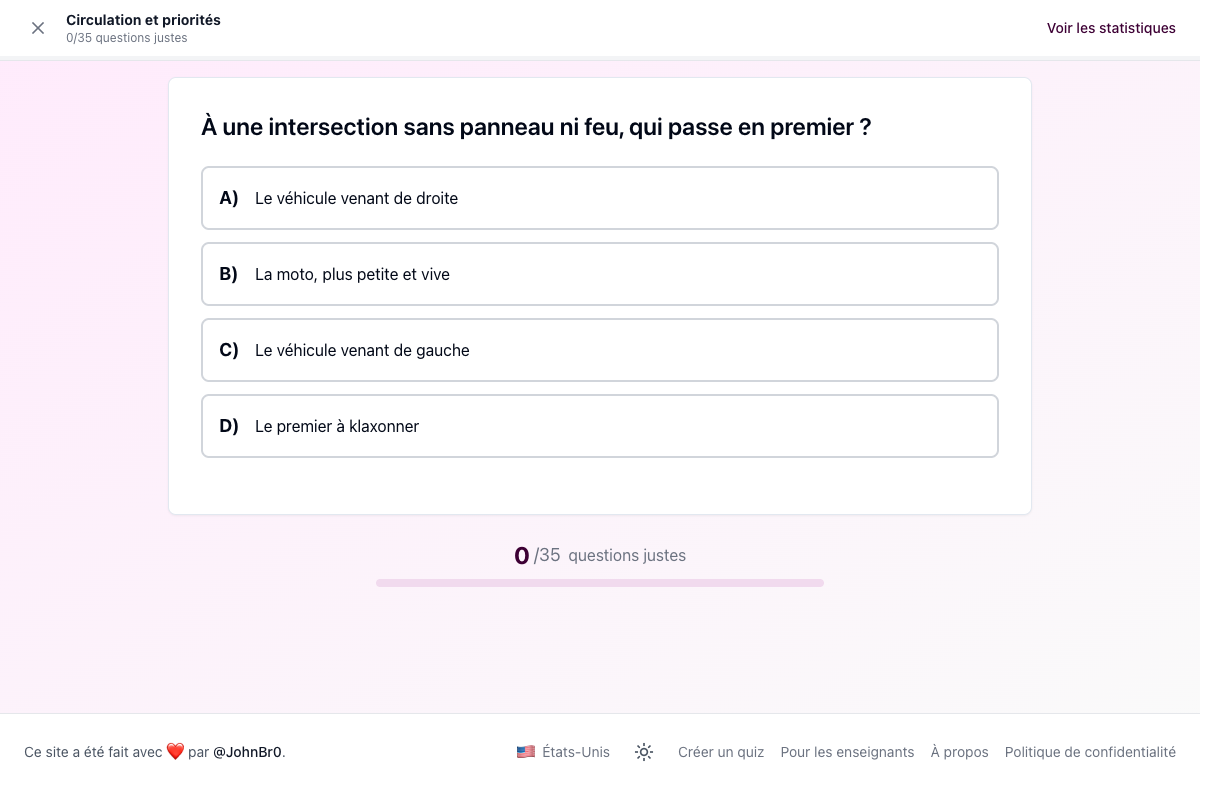 Circulation et priorités
0/35 questions justes
Voir les statistiques
À une intersection sans panneau ni feu, qui passe en premier ?
A) Le véhicule venant de droite
B) La moto, plus petite et vive
C) Le véhicule venant de gauche
D) Le premier à klaxonner
0/35 questions justes
Ce site a été fait avec ❤️ par @JohnBr0.
🇺🇸 États-Unis
Créer un quiz
Pour les enseignants
À propos
Politique de confidentialité